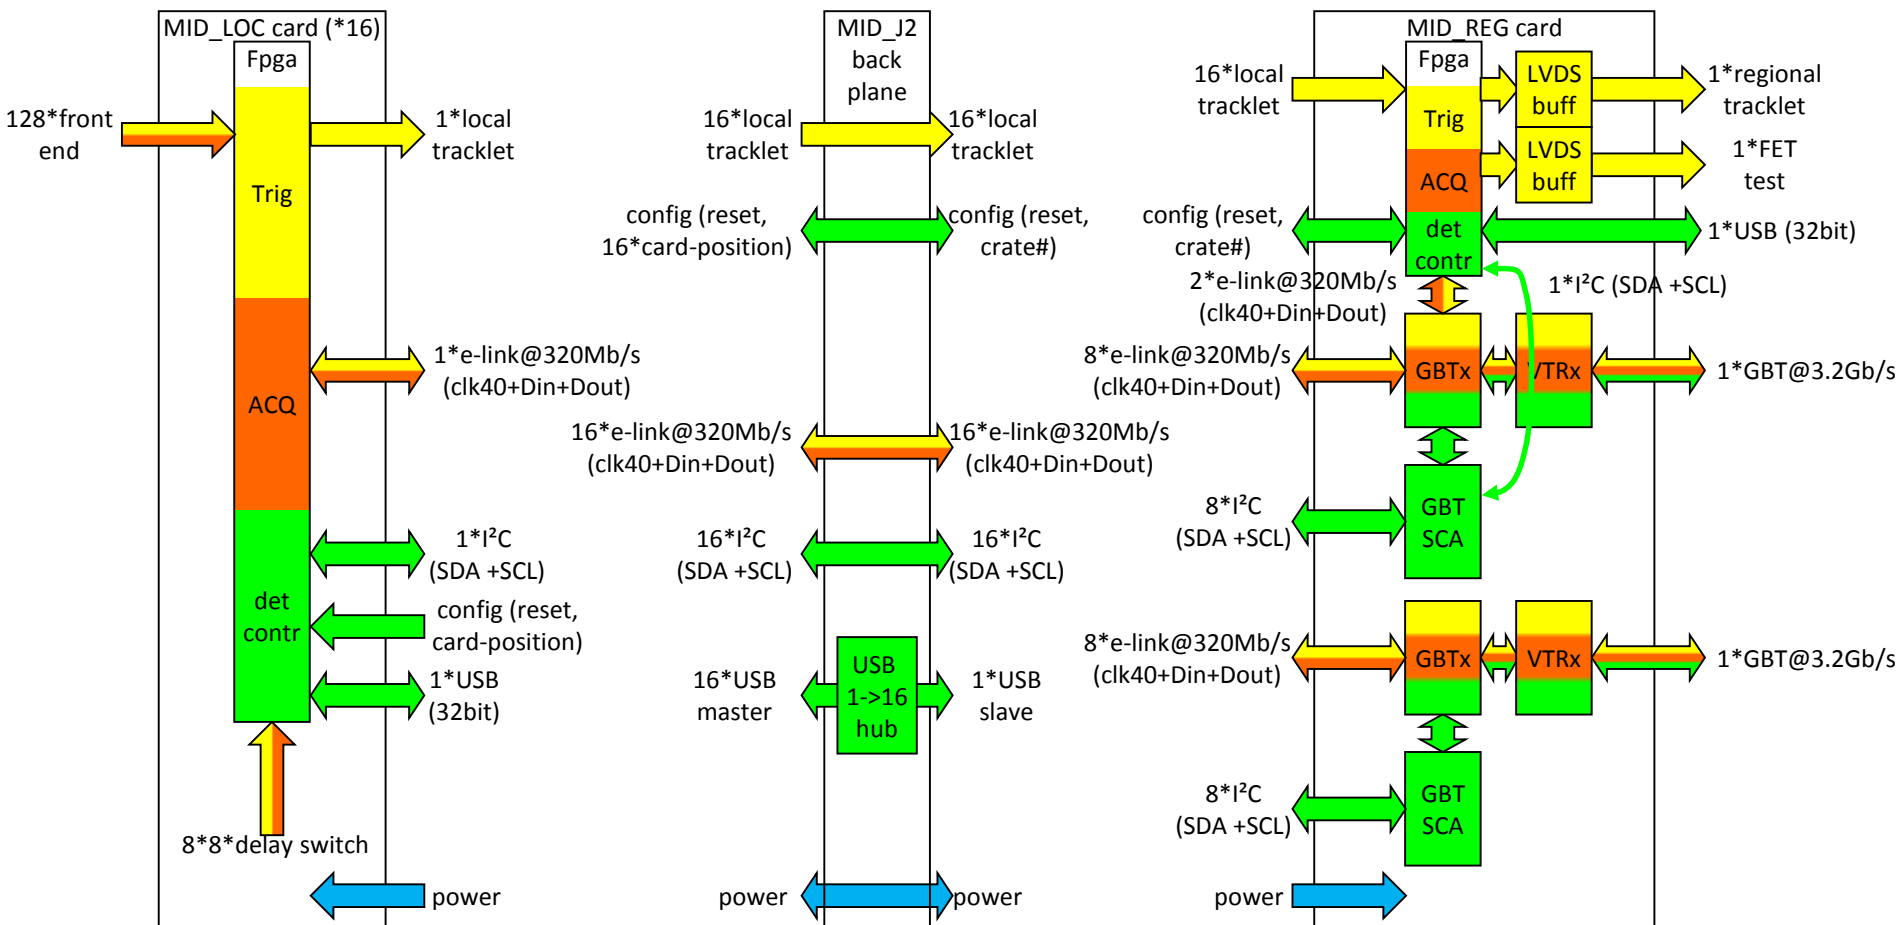 MID_LOC card (*16)
Fpga
128*front
end
1*local
tracklet
Trig
1*e-link@320Mb/s
(clk40+Din+Dout)
ACQ
1*I²C
(SDA +SCL)
det
contr
config (reset,
card-position)
1*USB
(32bit)
8*8*delay switch
power
MID_J2
back
plane
16*local
tracklet
16*local
tracklet
config (reset,
16*card-position)
config (reset,
crate#)
16*e-link@320Mb/s
(clk40+Din+Dout)
16*e-link@320Mb/s
(clk40+Din+Dout)
16*I²C
(SDA +SCL)
16*I²C
(SDA +SCL)
16*USB
master
USB
1->16
hub
1*USB
slave
power
power
MID_REG card
16*local
tracklet
Fpga
LVDS
buff
1*regional
tracklet
Trig
LVDS
buff
1*FET
test
ACQ
config (reset,
crate#)
det
contr
1*USB (32bit)
2*e-link@320Mb/s
(clk40+Din+Dout)
1*I²C (SDA +SCL)
8*e-link@320Mb/s
(clk40+Din+Dout)
GBTx
VTRx
1*GBT@3.2Gb/s
8*I²C
(SDA +SCL)
GBT
SCA
8*e-link@320Mb/s
(clk40+Din+Dout)
GBTx
VTRx
1*GBT@3.2Gb/s
8*I²C
(SDA +SCL)
GBT
SCA
power